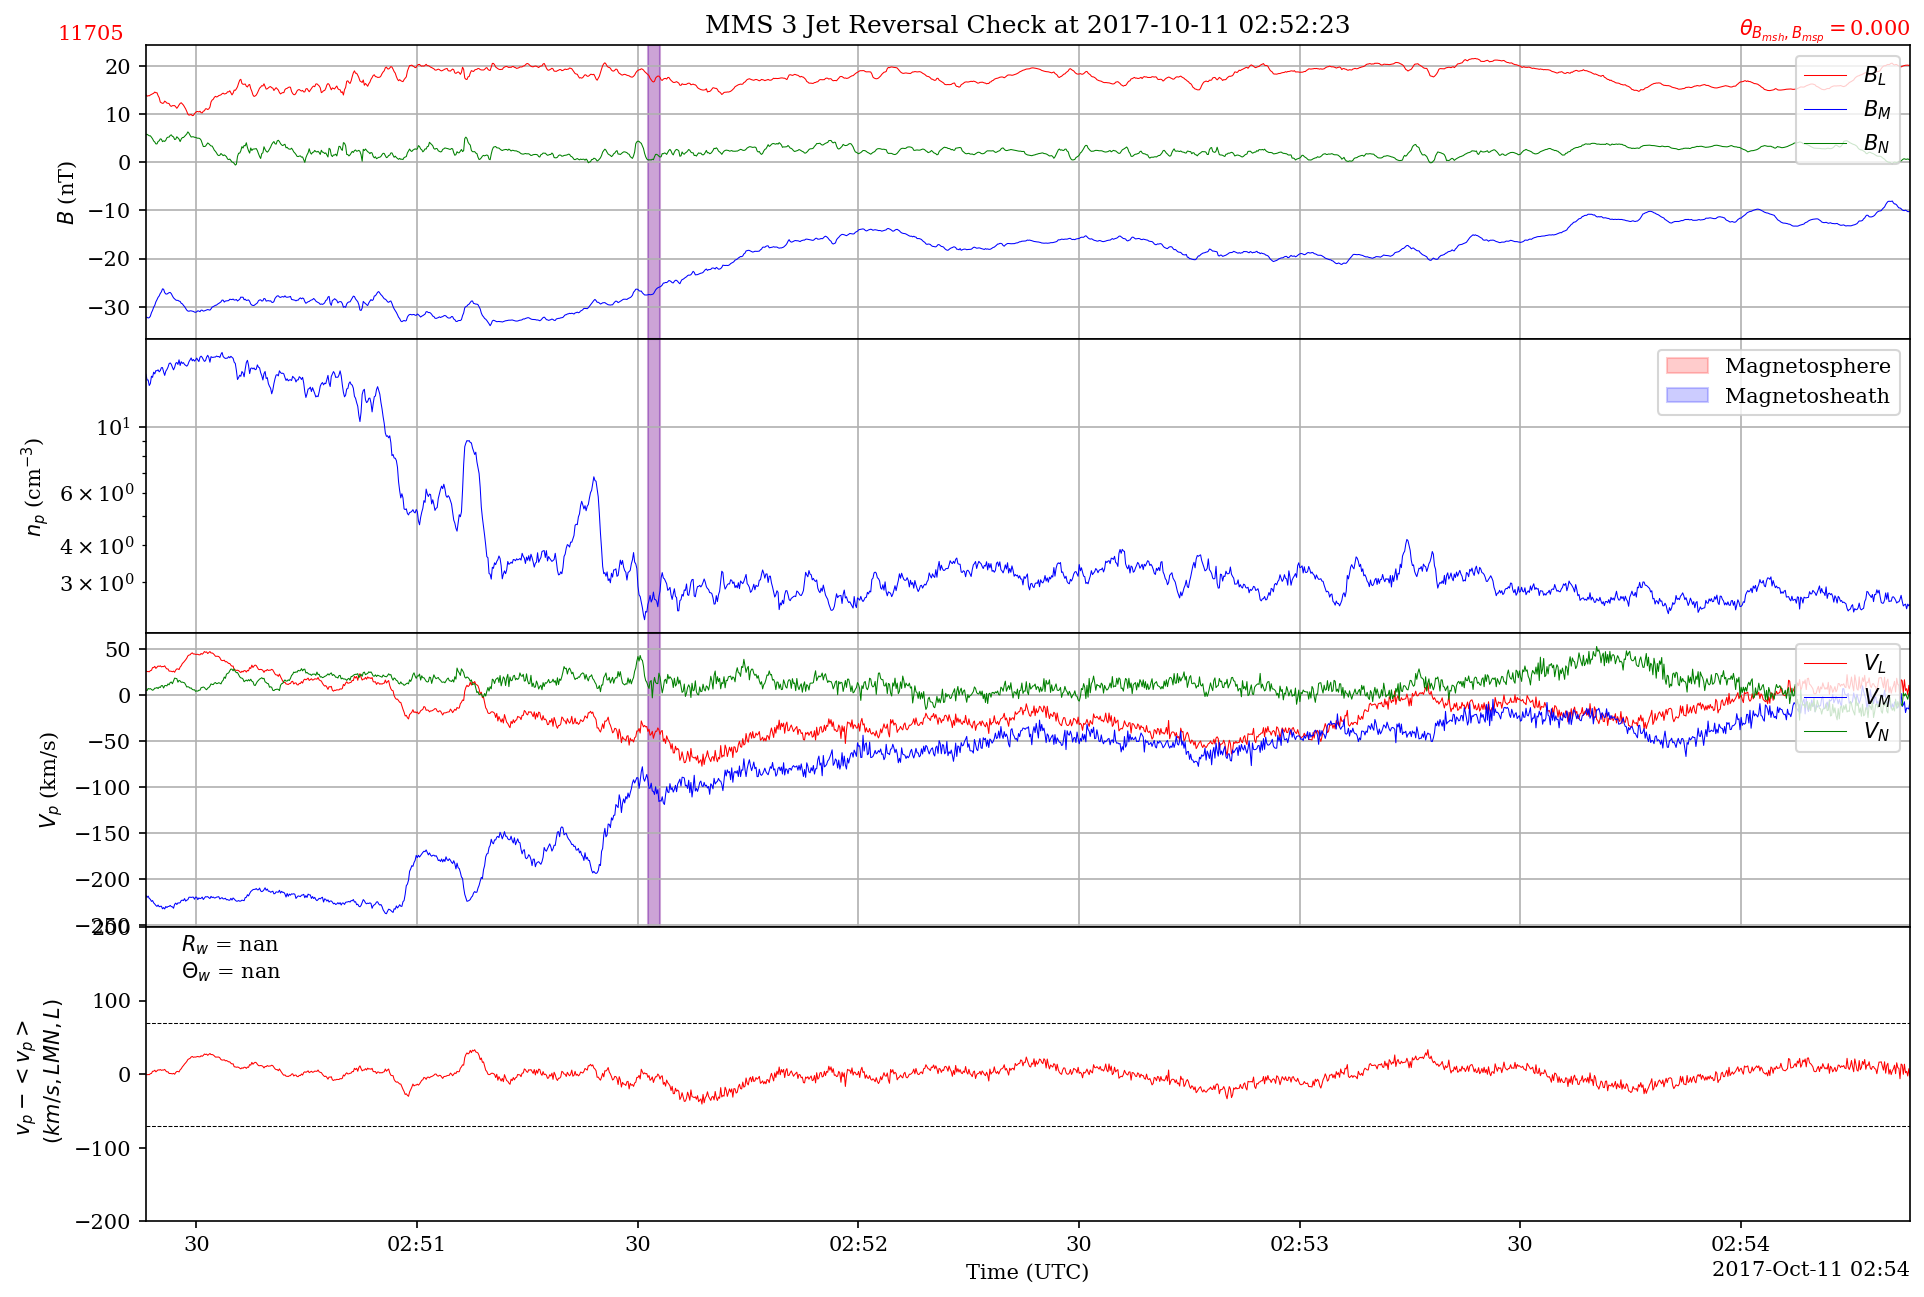 11705
MMS 3 Jet Reversal Check at 2017-10-11 02:52:23
θ_{B_{msh}, B_{msp}} = 0.000
20
10
0
−10
−20
−30
B (nT)
B_L
B_M
B_N
10^1
6 × 10^0
4 × 10^0
3 × 10^0
n_p (cm^{−3})
Magnetosphere
Magnetosheath
50
0
−50
−100
−150
−200
−250
V_p (km/s)
V_L
V_M
V_N
200
100
0
−100
−200
v_p − < v_p >
(km/s, LMN, L)
R_w = nan
Θ_w = nan
30 02:51 30 02:52 30 02:53 30 02:54
Time (UTC)
2017-Oct-11 02:54